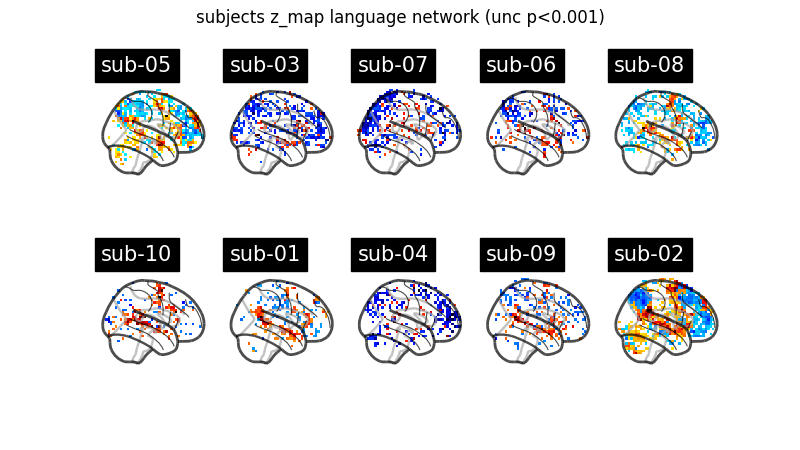 subjects z_map language network (unc p<0.001)
sub-05 sub-03 sub-07 sub-06 sub-08
sub-10 sub-01 sub-04 sub-09 sub-02